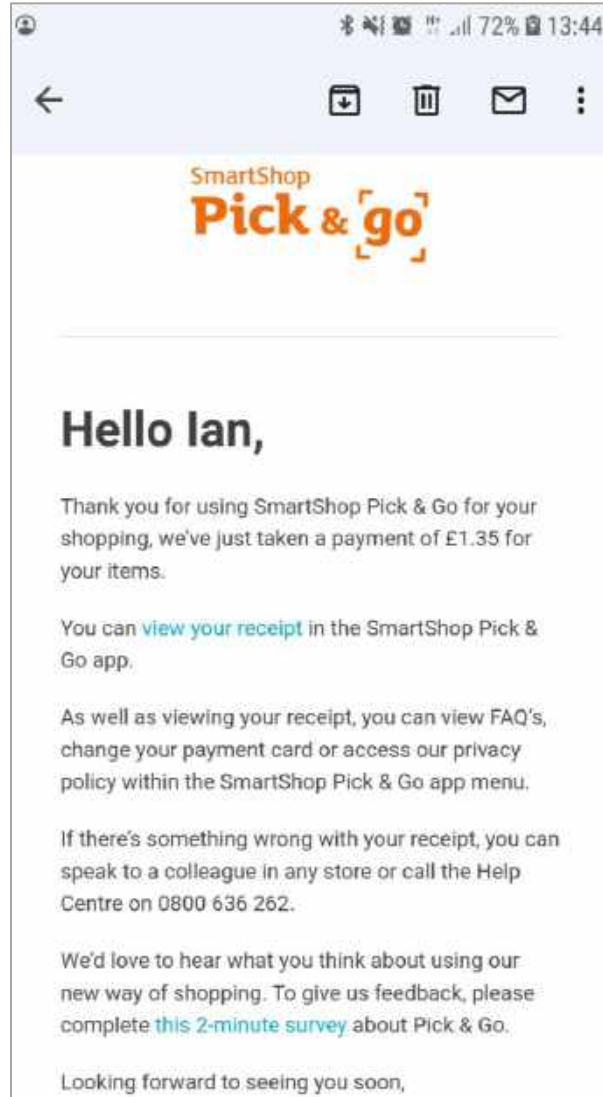 72% 13:44
SmartShop
Pick & go
Hello Ian,
Thank you for using SmartShop Pick & Go for your
shopping, we've just taken a payment of £1.35 for
your items.
You can view your receipt in the SmartShop Pick &
Go app.
As well as viewing your receipt, you can view FAQ's,
change your payment card or access our privacy
policy within the SmartShop Pick & Go app menu.
If there's something wrong with your receipt, you can
speak to a colleague in any store or call the Help
Centre on 0800 636 262.
We'd love to hear what you think about using our
new way of shopping. To give us feedback, please
complete this 2-minute survey about Pick & Go.
Looking forward to seeing you soon,